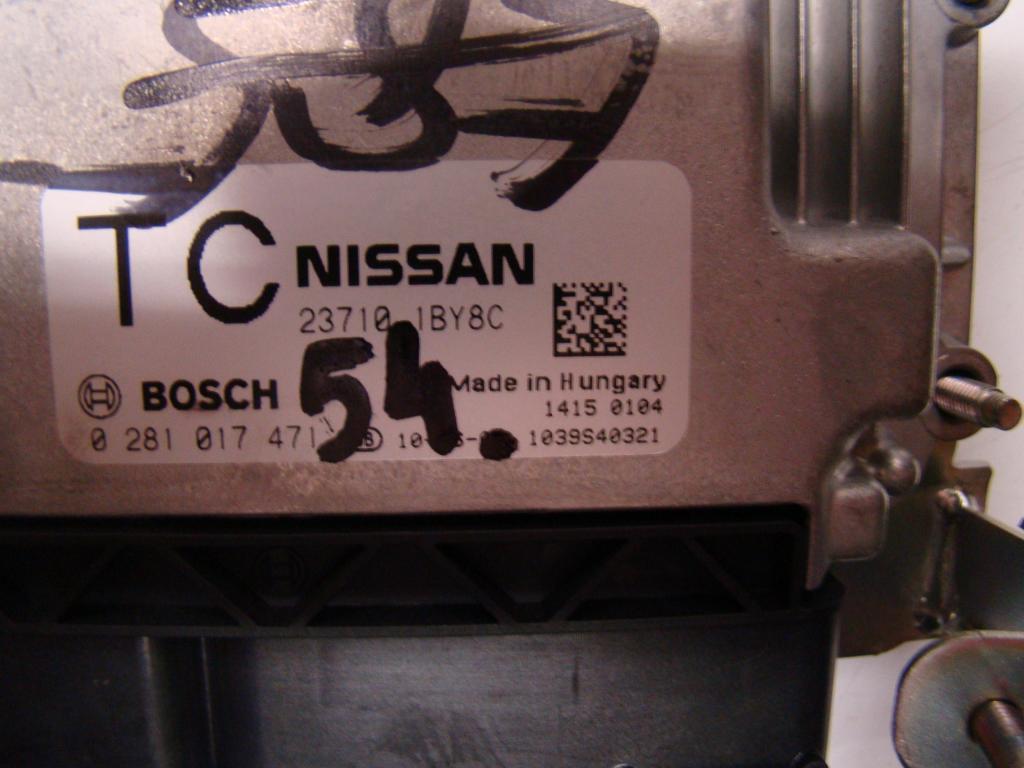 TC NISSAN
23710 1BY8C
54.
BOSCH Made in Hungary
1415 0104
0 281 017 471 1039S40321